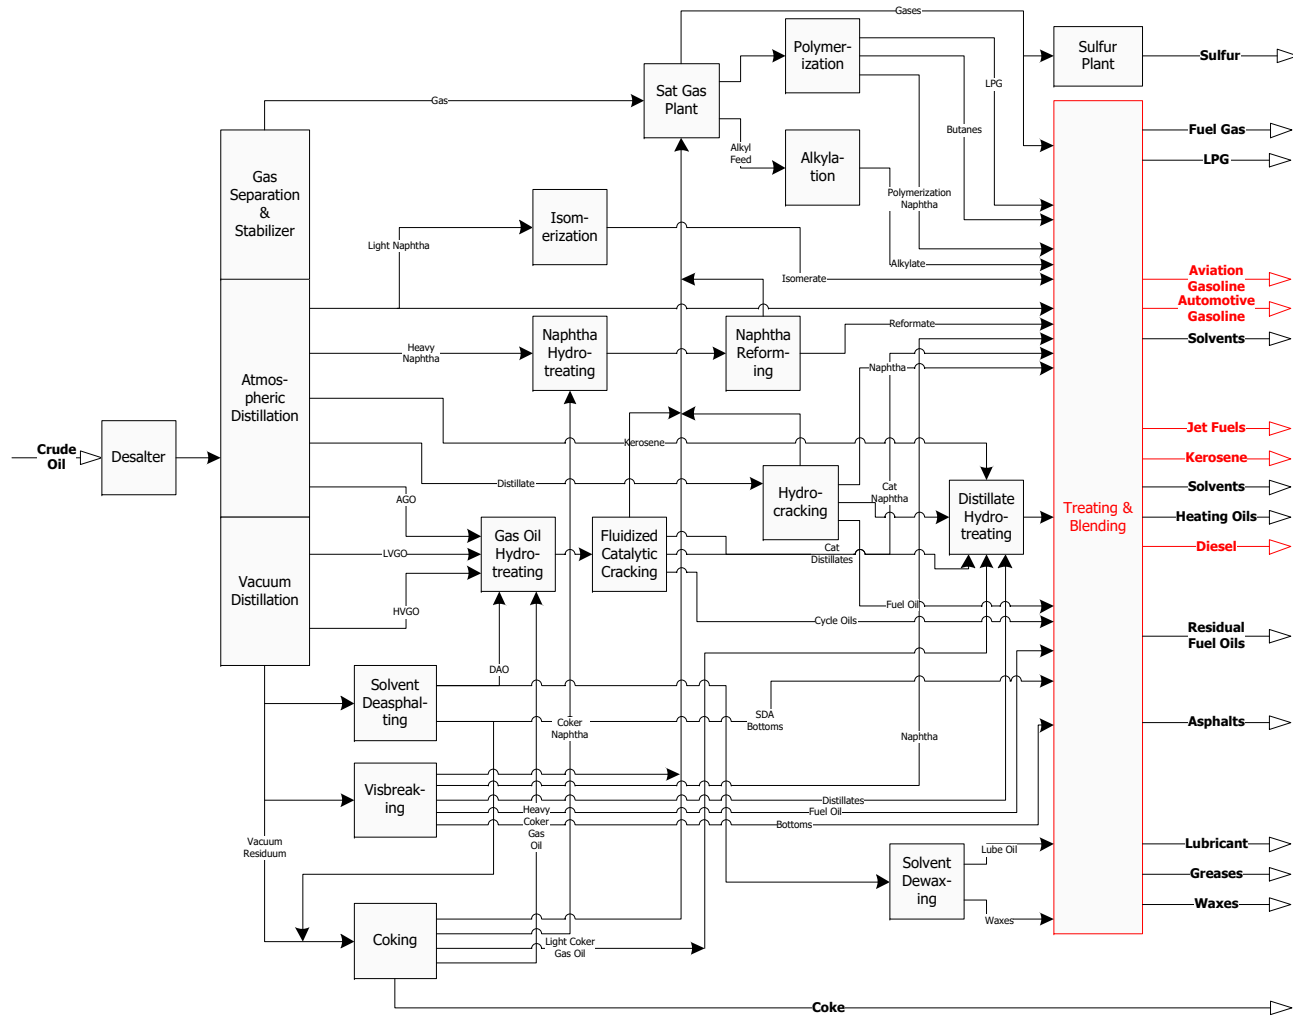 Gases
Polymer-
ization
Sulfur
Plant
Sulfur
Sat Gas
Plant
LPG
Gas
Butanes
Fuel Gas
Alkyl
Feed
LPG
Alkyla-
tion
Gas
Separation
&
Stabilizer
Polymerization
Naphtha
Isom-
erization
Light Naphtha
Alkylate
Isomerate
Aviation
Gasoline
Automotive
Gasoline
Reformate
Solvents
Heavy
Naphtha
Naphtha
Hydro-
treating
Naphtha
Reform-
ing
Naphtha
Atmos-
pheric
Distillation
Jet Fuels
Kerosene
Crude
Oil
Desalter
Kerosene
Distillate
Hydro-
cracking
Cat
Naphtha
Distillate
Hydro-
treating
Treating &
Blending
Solvents
AGO
Heating Oils
Gas Oil
Hydro-
treating
Fluidized
Catalytic
Cracking
LVGO
Cat
Distillates
Diesel
Vacuum
Distillation
HVGO
Fuel Oil
Cycle Oils
Residual
Fuel Oils
DAO
Solvent
Deasphal-
ting
Coker
Naphtha
SDA
Bottoms
Asphalts
Naphtha
Visbreak-
ing
Distillates
Heavy
Coker
Gas
Oil
Fuel Oil
Bottoms
Vacuum
Residuum
Solvent
Dewax-
ing
Lube Oil
Lubricant
Greases
Waxes
Waxes
Coking
Light Coker
Gas Oil
Coke